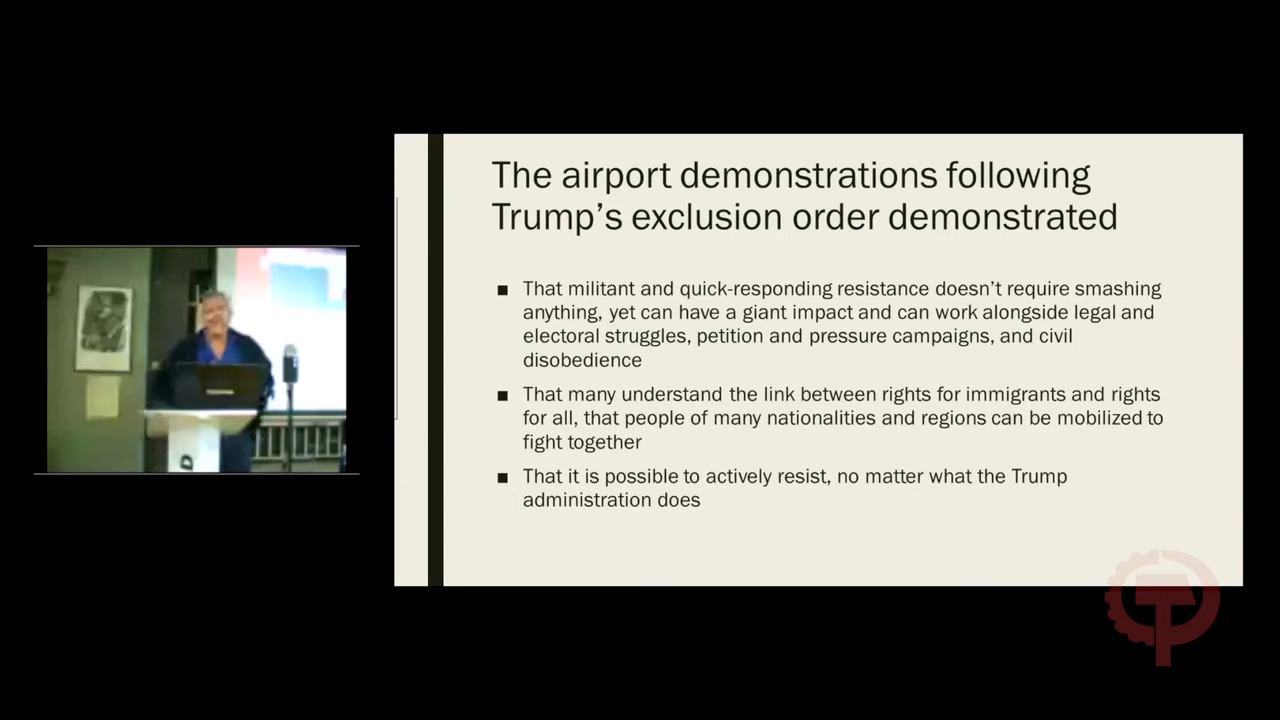 The airport demonstrations following
Trump’s exclusion order demonstrated
■ That militant and quick-responding resistance doesn’t require smashing
anything, yet can have a giant impact and can work alongside legal and
electoral struggles, petition and pressure campaigns, and civil
disobedience
■ That many understand the link between rights for immigrants and rights
for all, that people of many nationalities and regions can be mobilized to
fight together
■ That it is possible to actively resist, no matter what the Trump
administration does